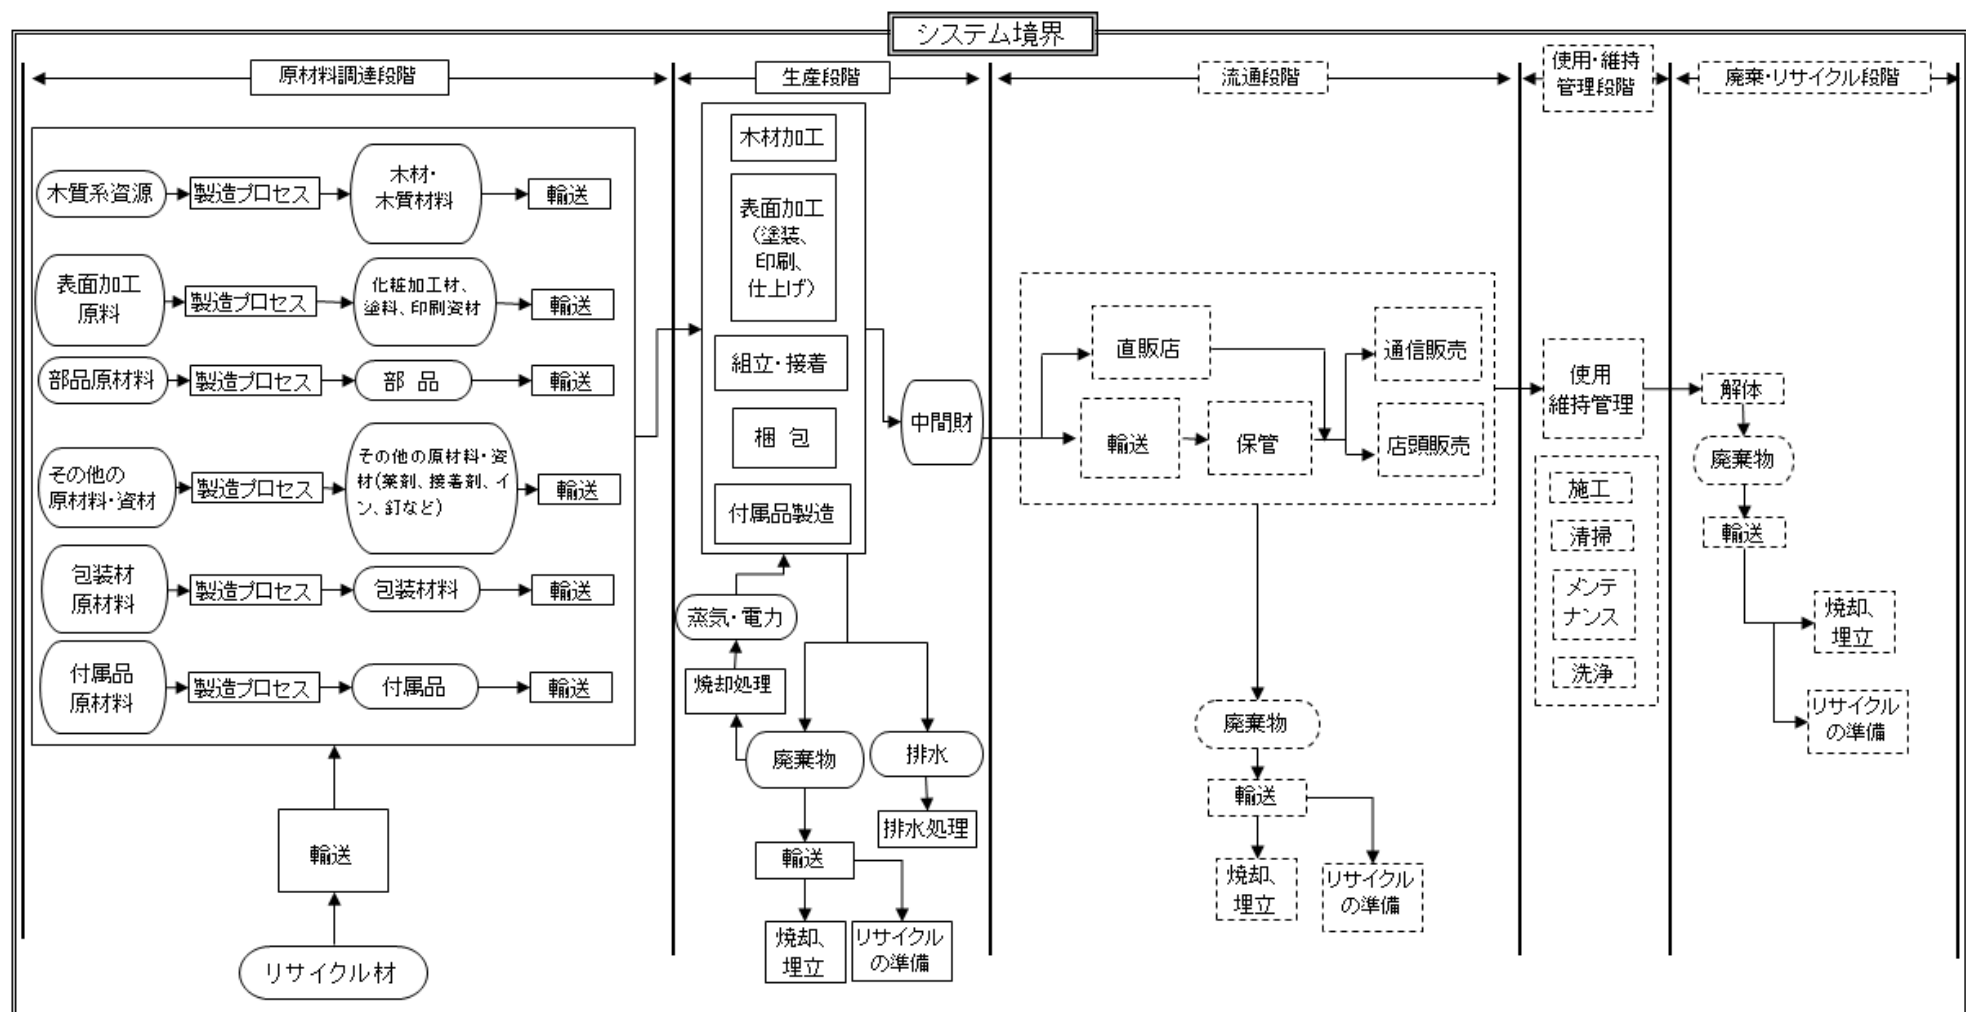 システム境界
原材料調達段階
生産段階
流通段階
使用・維持
管理段階
廃棄・リサイクル段階
木質系資源
製造プロセス
木材・
木質材料
輸送
表面加工
原料
製造プロセス
化粧加工材、
塗料、印刷資材
輸送
部品原材料
製造プロセス
部 品
輸送
その他の
原材料・資材
製造プロセス
その他の原材料・資
材(薬剤、接着剤、イ
ン、釘など)
輸送
包装材
原材料
製造プロセス
包装材料
輸送
付属品
原材料
製造プロセス
付属品
輸送
輸送
リサイクル材
木材加工
表面加工
(塗装、
印刷、
仕上げ)
組立・接着
梱 包
付属品製造
蒸気・電力
焼却処理
廃棄物
排水
排水処理
輸送
焼却、
埋立
リサイクル
の準備
中間財
直販店
輸送
保管
通信販売
店頭販売
廃棄物
輸送
焼却、
埋立
リサイクル
の準備
使用
維持管理
施工
清掃
メンテ
ナンス
洗浄
解体
廃棄物
輸送
焼却、
埋立
リサイクル
の準備